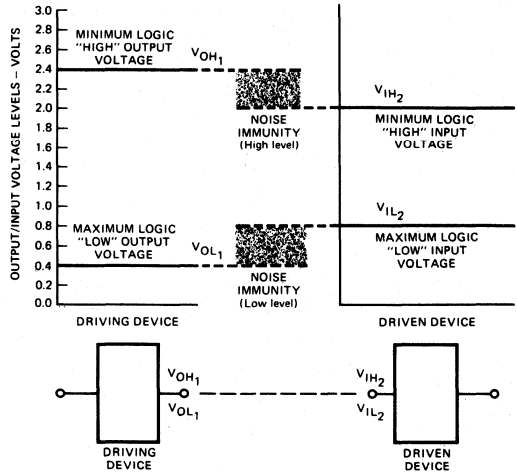 OUTPUT/INPUT VOLTAGE LEVELS – VOLTS
3.0
2.8
2.6
2.4
2.2
2.0
1.8
1.6
1.4
1.2
1.0
0.8
0.6
0.4
0.2
0.0
MINIMUM LOGIC
"HIGH" OUTPUT
VOLTAGE
VOH1
NOISE
IMMUNITY
(High level)
VIH2
MINIMUM LOGIC
"HIGH" INPUT
VOLTAGE
MAXIMUM LOGIC
"LOW" OUTPUT
VOLTAGE
VOL1
NOISE
IMMUNITY
(Low level)
VIL2
MAXIMUM LOGIC
"LOW" INPUT
VOLTAGE
DRIVING DEVICE
DRIVEN DEVICE
VOH1
VOL1
DRIVING
DEVICE
VIH2
VIL2
DRIVEN
DEVICE